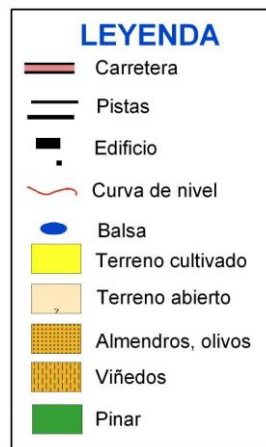 LEYENDA
Carretera
Pistas
Edificio
Curva de nivel
Balsa
Terreno cultivado
Terreno abierto
?
Almendros, olivos
Viñedos
Pinar